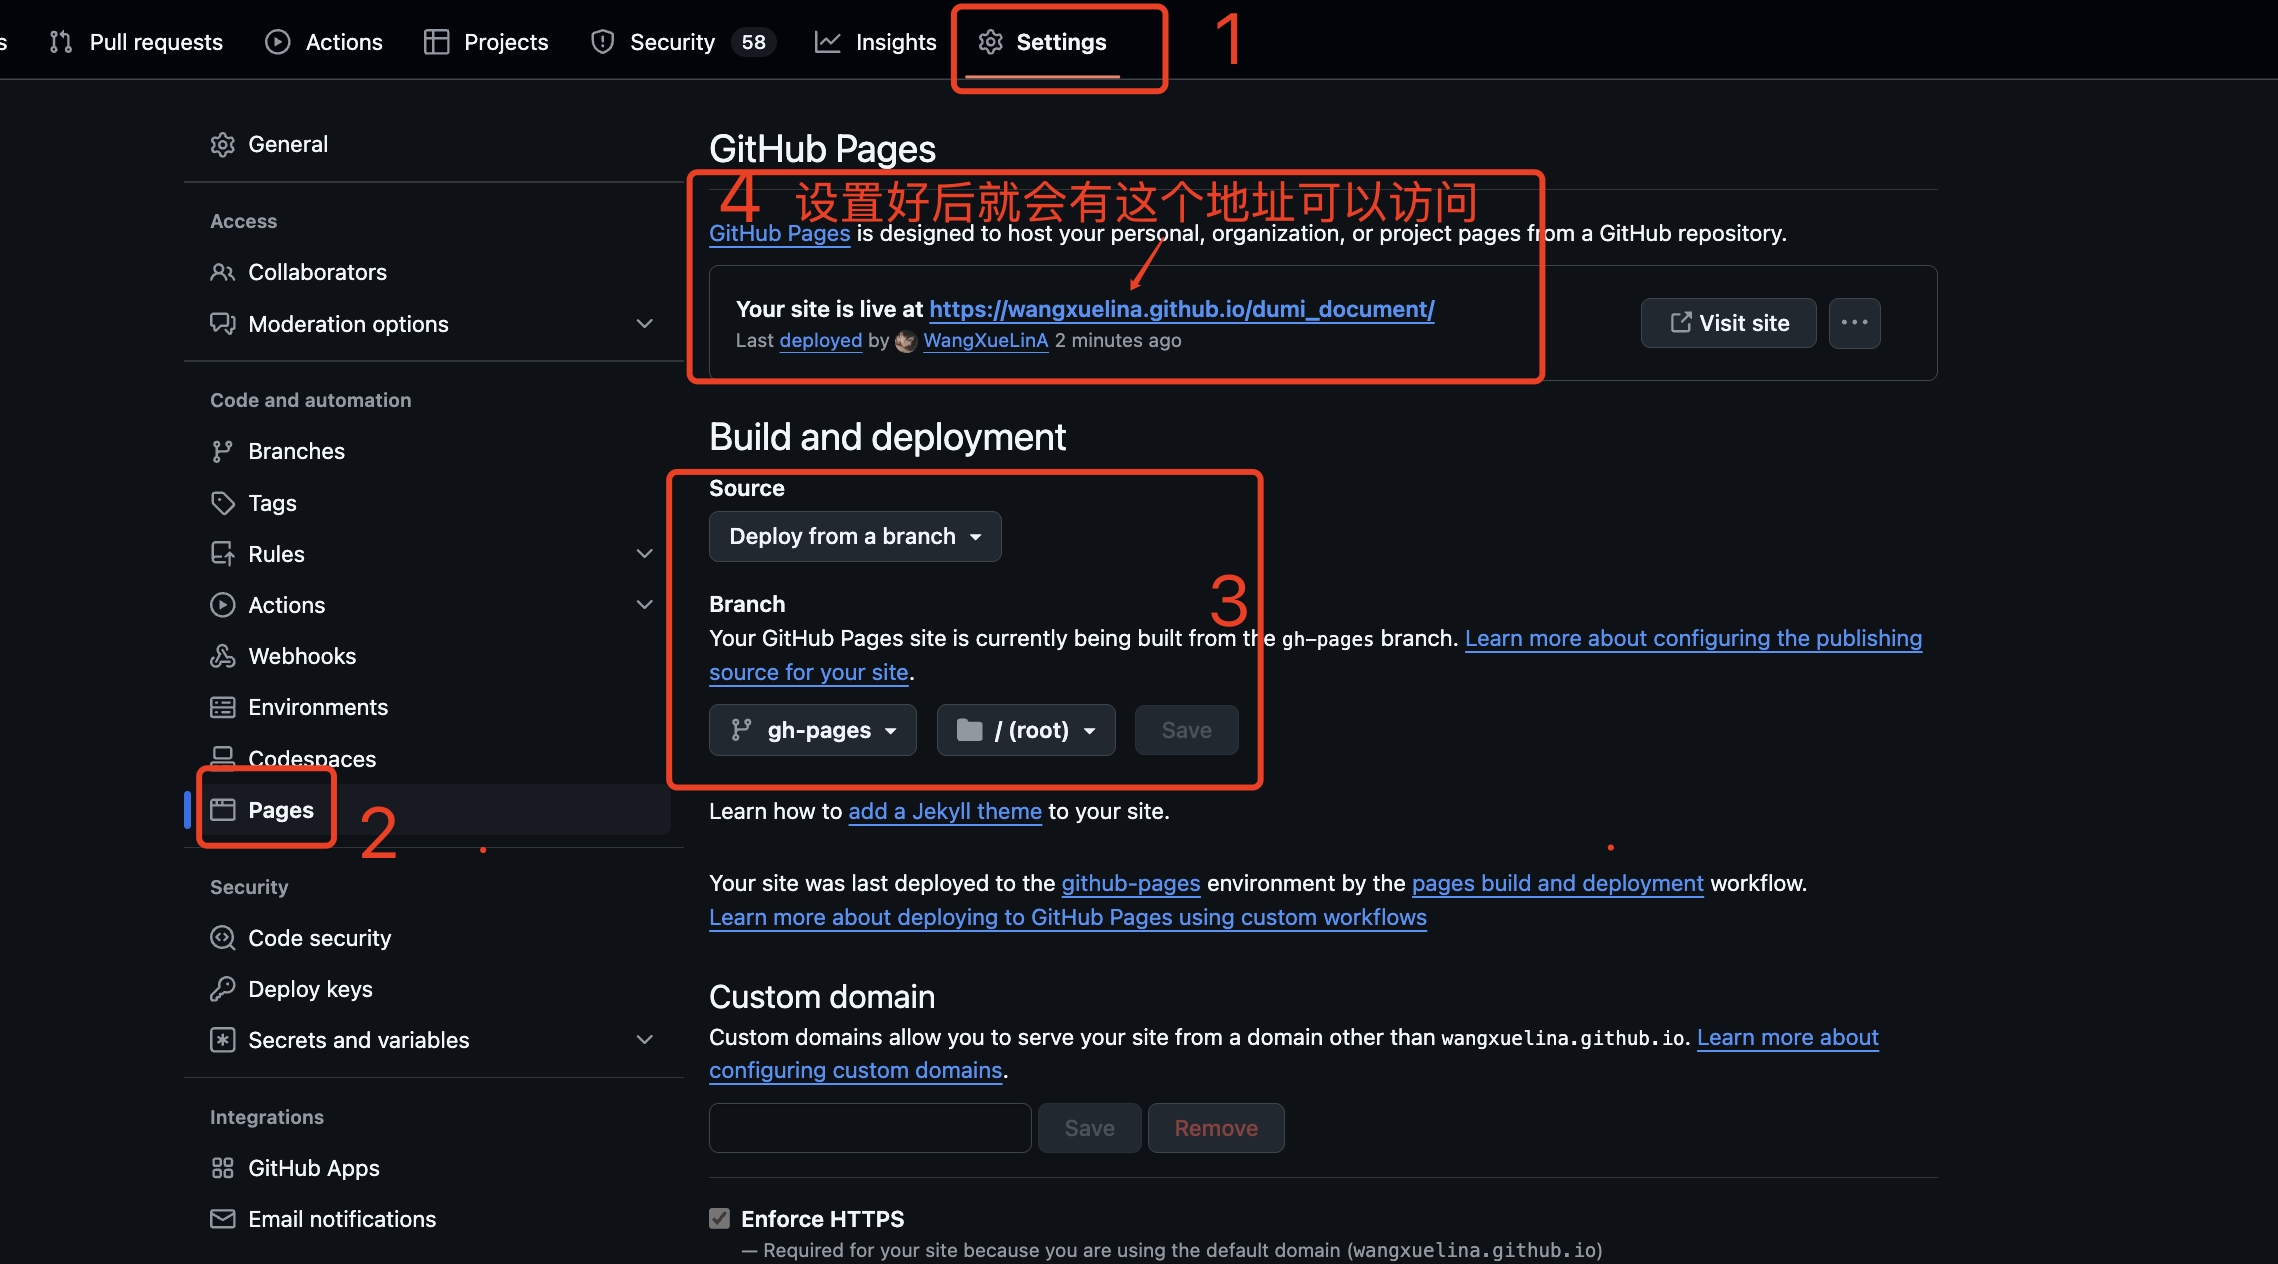 s
Pull requests
Actions
Projects
Security 58
Insights
Settings
1
General
Access
Collaborators
Moderation options
Code and automation
Branches
Tags
Rules
Actions
Webhooks
Environments
Codespaces
Pages
2
Security
Code security
Deploy keys
Secrets and variables
Integrations
GitHub Apps
Email notifications
GitHub Pages
4 设置好后就会有这个地址可以访问
GitHub Pages is designed to host your personal, organization, or project pages from a GitHub repository.
Your site is live at https://wangxuelina.github.io/dumi_document/
Last deployed by WangXueLinA 2 minutes ago
Visit site
Build and deployment
Source
Deploy from a branch
3
Branch
Your GitHub Pages site is currently being built from the gh-pages branch. Learn more about configuring the publishing
source for your site.
gh-pages
/ (root)
Save
Learn how to add a Jekyll theme to your site.
Your site was last deployed to the github-pages environment by the pages build and deployment workflow.
Learn more about deploying to GitHub Pages using custom workflows
Custom domain
Custom domains allow you to serve your site from a domain other than wangxuelina.github.io. Learn more about
configuring custom domains.
Save
Remove
Enforce HTTPS
— Required for your site because you are using the default domain (wangxuelina.github.io)